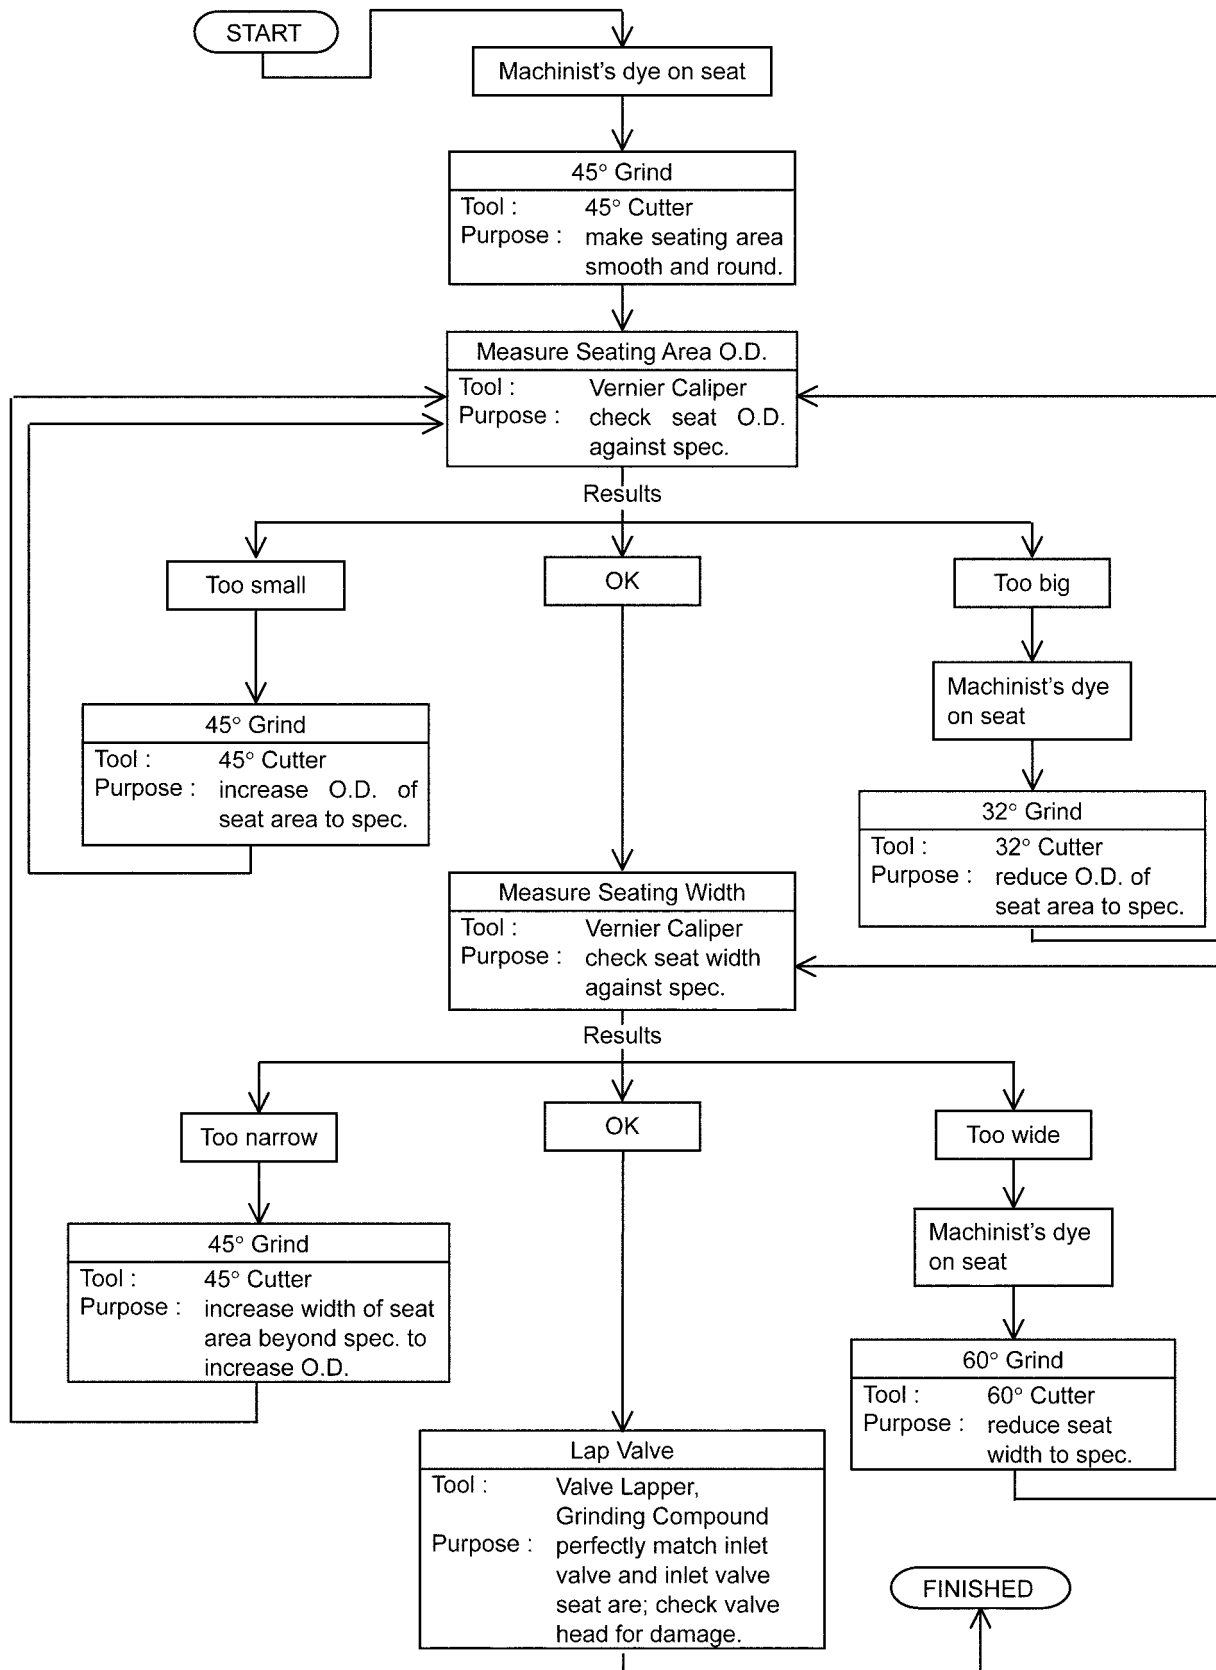 START
Machinist's dye on seat
45° Grind
Tool : 45° Cutter
Purpose : make seating area
smooth and round.
Measure Seating Area O.D.
Tool : Vernier Caliper
Purpose : check seat O.D.
against spec.
Results
Too small
OK
Too big
Machinist's dye
on seat
45° Grind
Tool : 45° Cutter
Purpose : increase O.D. of
seat area to spec.
32° Grind
Tool : 32° Cutter
Purpose : reduce O.D. of
seat area to spec.
Measure Seating Width
Tool : Vernier Caliper
Purpose : check seat width
against spec.
Results
Too narrow
OK
Too wide
Machinist's dye
on seat
45° Grind
Tool : 45° Cutter
Purpose : increase width of seat
area beyond spec. to
increase O.D.
60° Grind
Tool : 60° Cutter
Purpose : reduce seat
width to spec.
Lap Valve
Tool : Valve Lapper,
Grinding Compound
Purpose : perfectly match inlet
valve and inlet valve
seat are; check valve
head for damage.
FINISHED